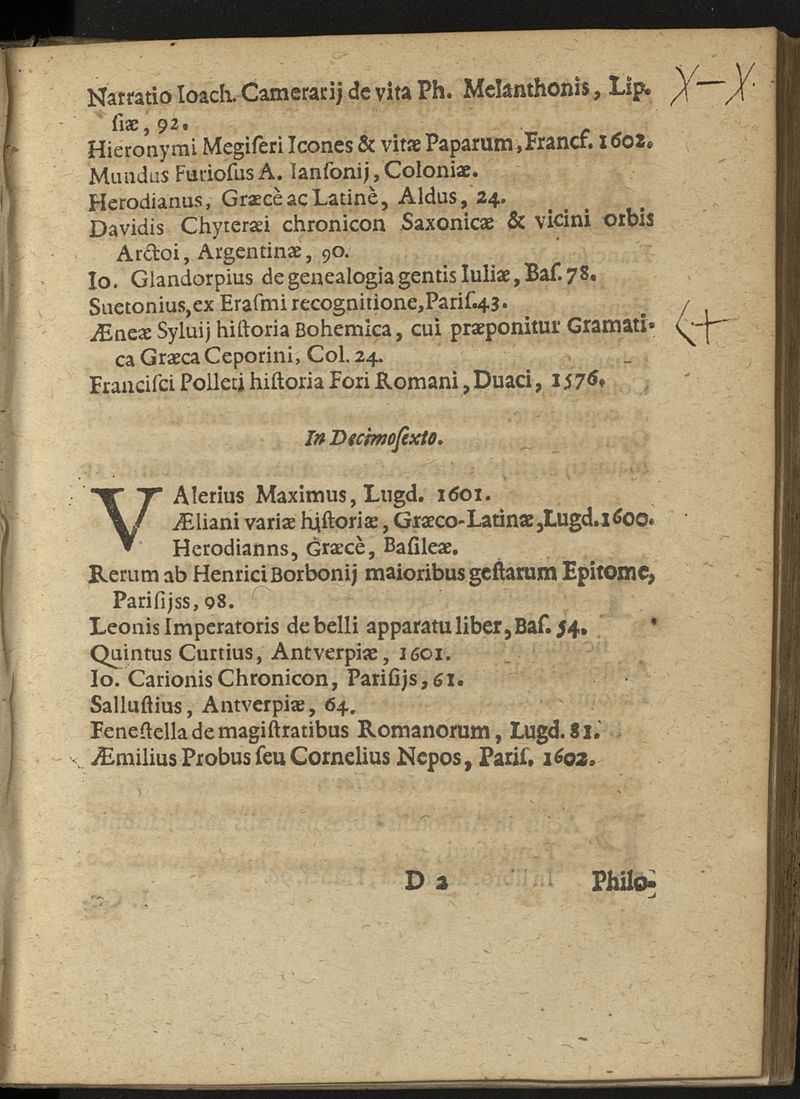 Narratio Ioach. Camerarij de vita Ph. Melanthonis, Lip.
ſiæ, 92.
Hieronymi Megiſeri Icones & vitæ Paparum, Francf. 1602.
Mundus Furioſus A. Ianſonij, Coloniæ.
Herodianus, Græcè ac Latinè, Aldus, 24.
Davidis Chyteræi chronicon Saxonicæ & vicini orbis
Arctoi, Argentinæ, 90.
Io. Glandorpius de genealogia gentis Iuliæ, Baſ. 78.
Suetonius, ex Eraſmi recognitione, Pariſ. 43.
Æneæ Syluij hiſtoria Bohemica, cui præponitur Gramati-
ca Græca Ceporini, Col. 24.
Franciſci Polleti hiſtoria Fori Romani, Duaci, 1576.
In Decimoſexto.
VAlerius Maximus, Lugd. 1601.
Æliani variæ hiſtoriæ, Græco-Latinæ, Lugd. 1600.
Herodianns, Græcè, Baſileæ.
Rerum ab Henrici Borbonij maioribus geſtarum Epitome,
Pariſijss, 98.
Leonis Imperatoris de belli apparatu liber, Baſ. 54.
Quintus Curtius, Antverpiæ, 1601.
Io. Carionis Chronicon, Pariſijs, 61.
Salluſtius, Antverpiæ, 64.
Feneſtella de magiſtratibus Romanorum, Lugd. 81.
Æmilius Probus ſeu Cornelius Nepos, Pariſ. 1602.
D 2 Philo-